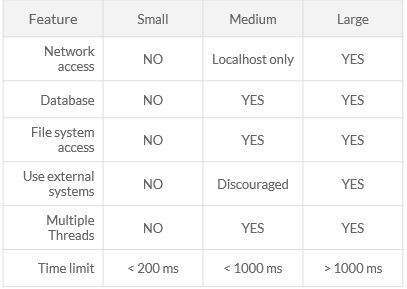 Feature Small Medium Large
Network
access NO Localhost only YES
Database NO YES YES
File system
access NO YES YES
Use external
systems NO Discouraged YES
Multiple
Threads NO YES YES
Time limit < 200 ms < 1000 ms > 1000 ms